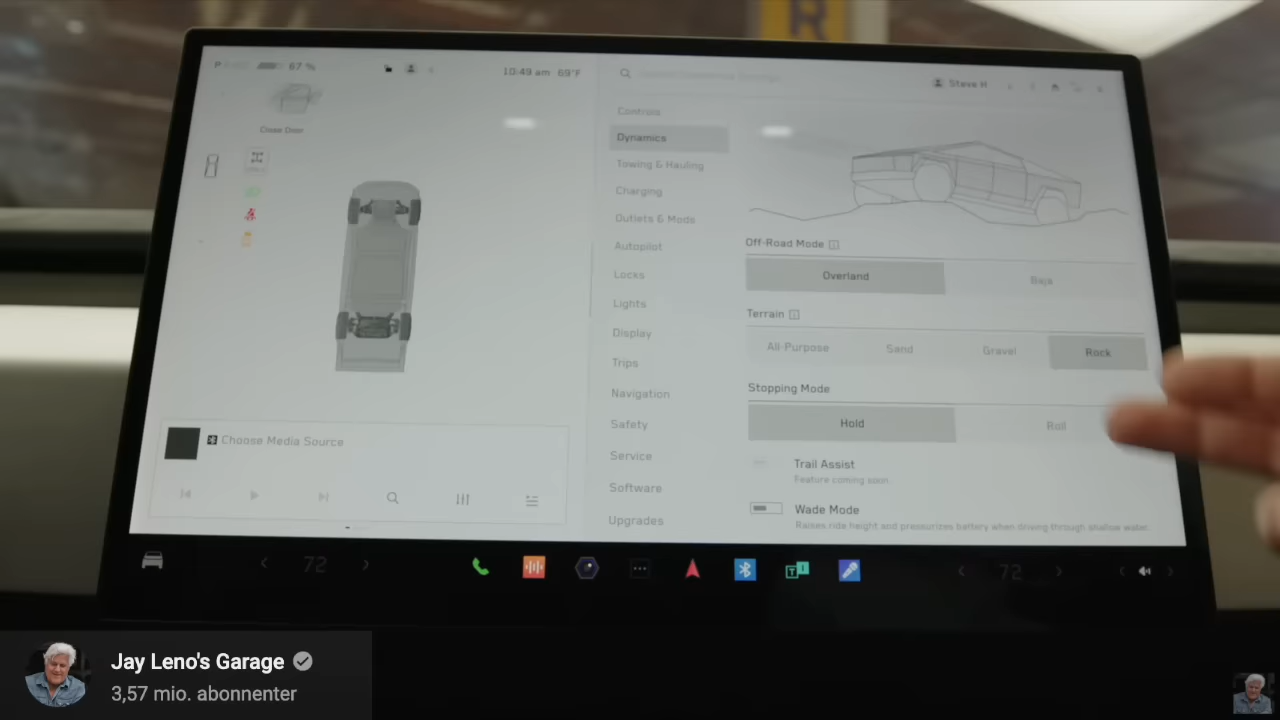 R
P
67 %
10:49 am 69°F
Steve H
Close Door
Controls
Dynamics
Towing & Hauling
Charging
Outlets & Mods
Autopilot
Locks
Lights
Display
Trips
Navigation
Safety
Service
Software
Upgrades
Off-Road Mode
Overland
Baja
Terrain
All-Purpose
Sand
Gravel
Rock
Stopping Mode
Hold
Roll
Trail Assist
Feature coming soon
Wade Mode
Raises ride height and pressurizes battery when driving through shallow water.
Choose Media Source
72
72
Jay Leno's Garage
3,57 mio. abonnenter